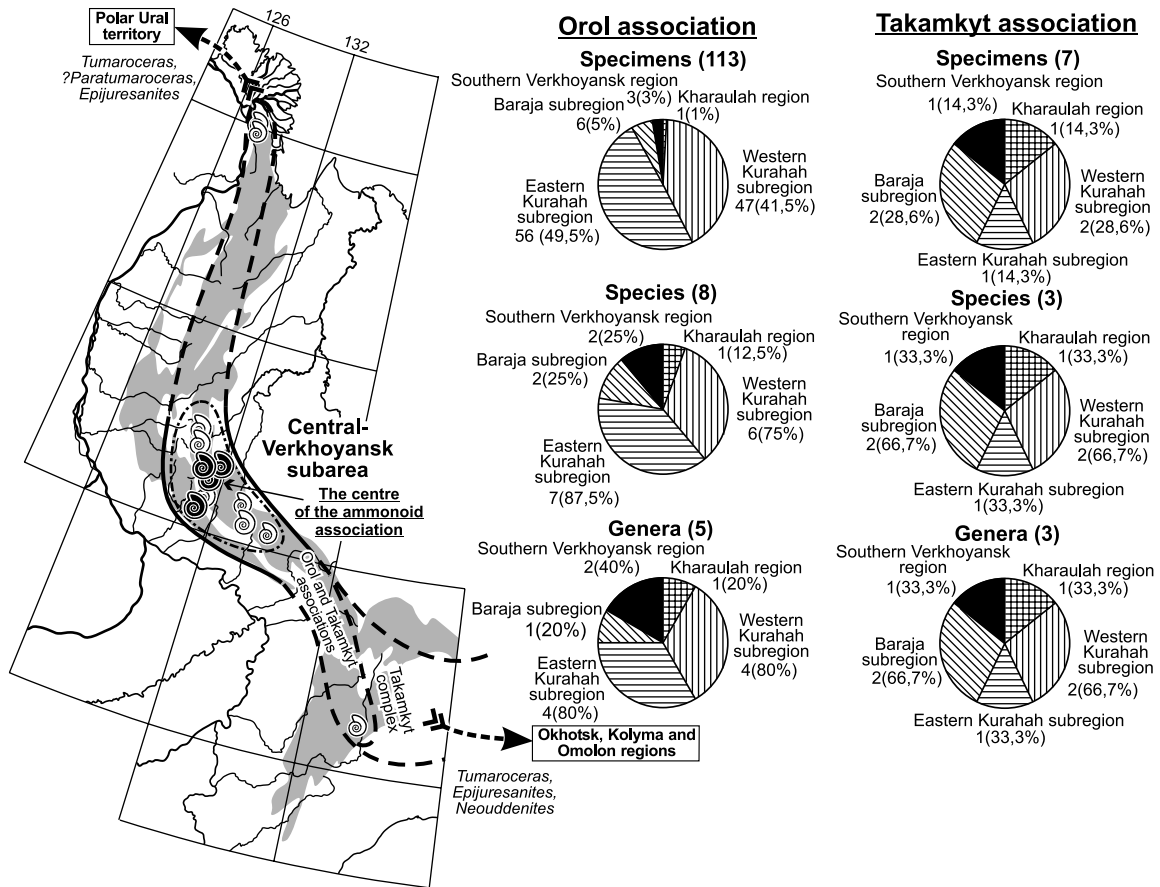 126
132
Polar Ural
territory
Tumaroceras,
?Paratumaroceras,
Epijuresanites
Central-
Verkhoyansk
subarea
The centre
of the ammonoid
association
Orol and Takamkyt
associations
Takamkyt
complex
Okhotsk, Kolyma and
Omolon regions
Tumaroceras,
Epijuresanites,
Neouddenites
Orol association
Specimens (113)
Southern Verkhoyansk region
3(3%)
Kharaulah region
1(1%)
Baraja subregion
6(5%)
Western
Kurahah
subregion
47(41,5%)
Eastern
Kurahah
subregion
56 (49,5%)
Species (8)
Southern Verkhoyansk region
2(25%)
Kharaulah region
1(12,5%)
Baraja subregion
2(25%)
Western
Kurahah
subregion
6(75%)
Eastern
Kurahah
subregion
7(87,5%)
Genera (5)
Southern Verkhoyansk region
2(40%)
Kharaulah region
1(20%)
Baraja subregion
1(20%)
Western
Kurahah
subregion
4(80%)
Eastern
Kurahah
subregion
4(80%)
Takamkyt association
Specimens (7)
Southern Verkhoyansk region
1(14,3%)
Kharaulah region
1(14,3%)
Baraja subregion
2(28,6%)
Western
Kurahah
subregion
2(28,6%)
Eastern Kurahah subregion
1(14,3%)
Species (3)
Southern Verkhoyansk
region
1(33,3%)
Kharaulah region
1(33,3%)
Baraja
subregion
2(66,7%)
Western
Kurahah
subregion
2(66,7%)
Eastern Kurahah subregion
1(33,3%)
Genera (3)
Southern Verkhoyansk
region
1(33,3%)
Kharaulah region
1(33,3%)
Baraja
subregion
2(66,7%)
Western
Kurahah
subregion
2(66,7%)
Eastern Kurahah subregion
1(33,3%)